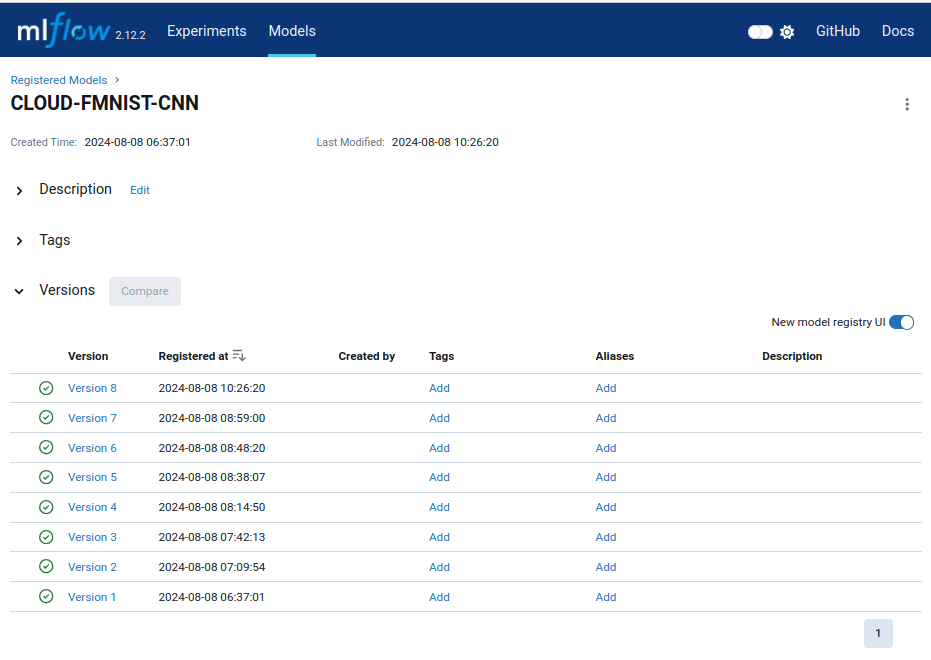 mlflow 2.12.2 Experiments Models GitHub Docs
Registered Models
CLOUD-FMNIST-CNN
Created Time: 2024-08-08 06:37:01 Last Modified: 2024-08-08 10:26:20
Description Edit
Tags
Versions Compare
New model registry UI
Version Registered at Created by Tags Aliases Description
Version 8 2024-08-08 10:26:20 Add Add
Version 7 2024-08-08 08:59:00 Add Add
Version 6 2024-08-08 08:48:20 Add Add
Version 5 2024-08-08 08:38:07 Add Add
Version 4 2024-08-08 08:14:50 Add Add
Version 3 2024-08-08 07:42:13 Add Add
Version 2 2024-08-08 07:09:54 Add Add
Version 1 2024-08-08 06:37:01 Add Add
1